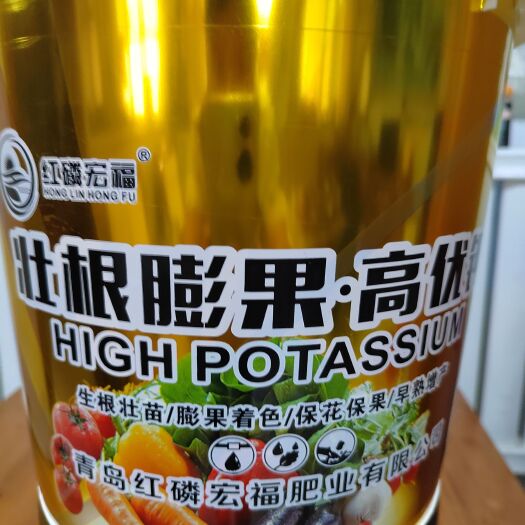 红磷宏福®
HONG LIN HONG FU
壮根膨果·高优
HIGH POTASSIUM
生根壮苗/膨果着色/保花保果/早熟增产
青岛红磷宏福肥业有限公司